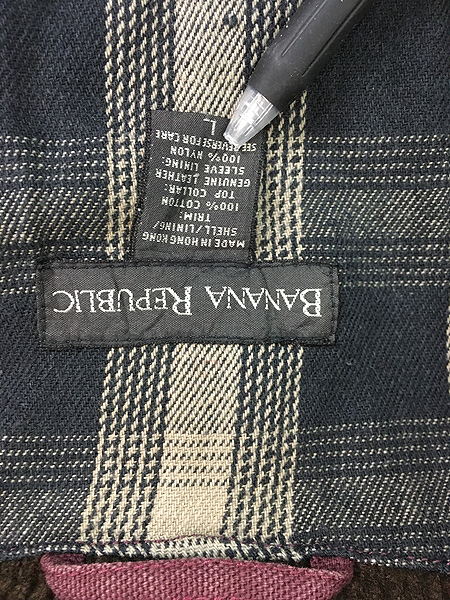 BANANA REPUBLIC
MADE IN HONG KONG
SHELL/LINING/
TRIM:
100% COTTON
TOP COLLAR:
GENUINE LEATHER
SLEEVE LINING:
100% NYLON
SEE REVERSE FOR CARE
L